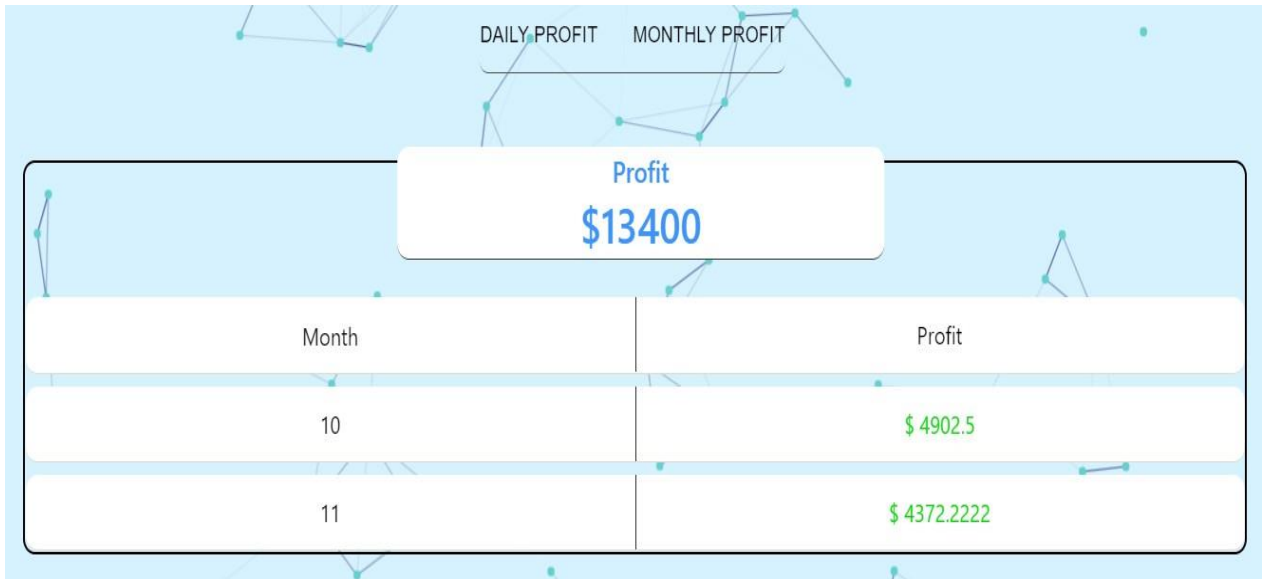 DAILY PROFIT MONTHLY PROFIT
Profit
$13400
Month Profit
10 $ 4902.5
11 $ 4372.2222